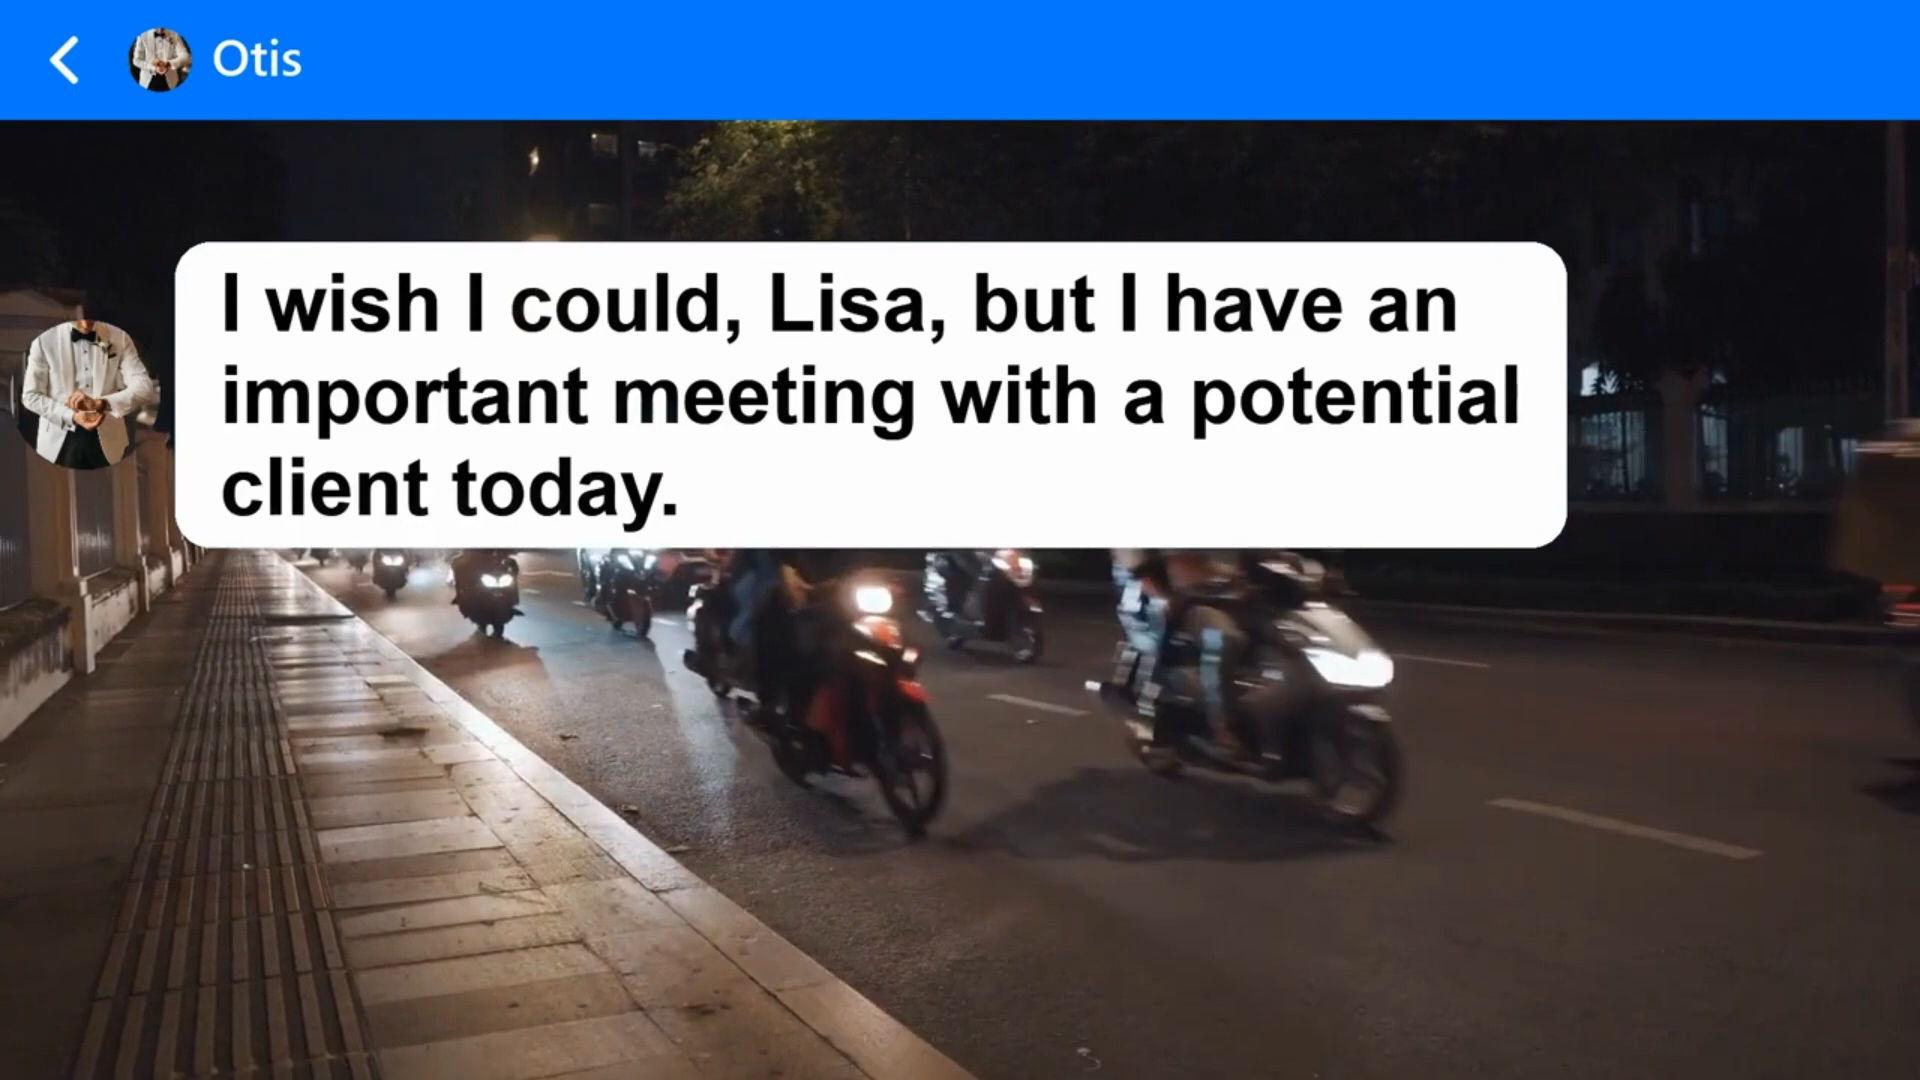 Otis
I wish I could, Lisa, but I have an
important meeting with a potential
client today.